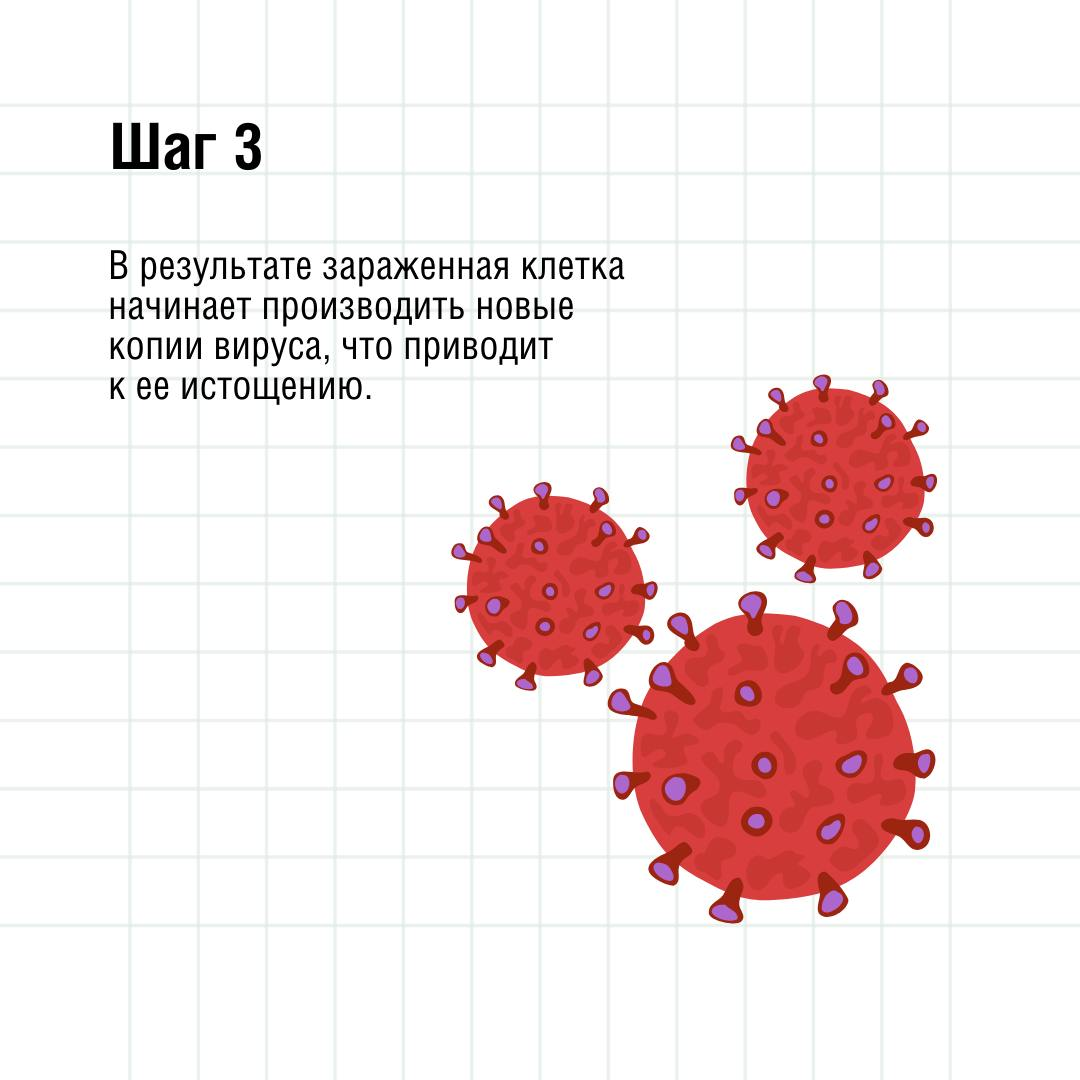 Шаг 3
В результате зараженная клетка
начинает производить новые
копии вируса, что приводит
к ее истощению.